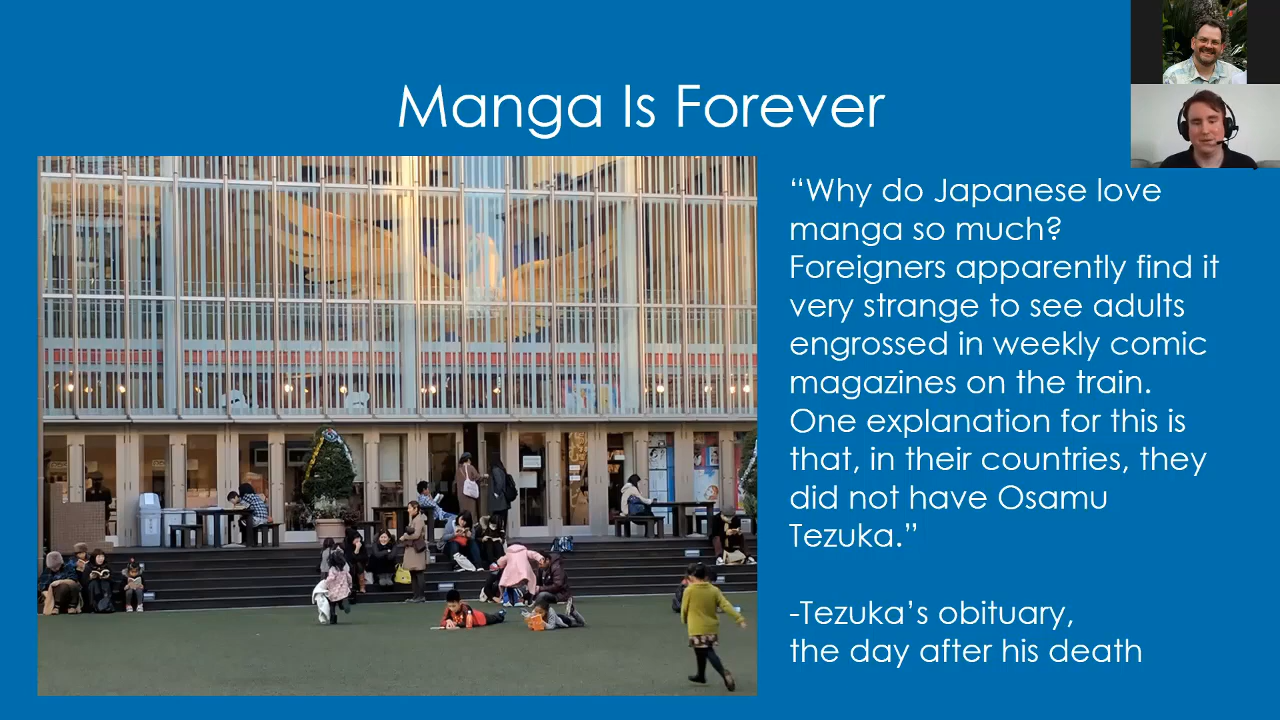 Manga Is Forever
“Why do Japanese love
manga so much?
Foreigners apparently find it
very strange to see adults
engrossed in weekly comic
magazines on the train.
One explanation for this is
that, in their countries, they
did not have Osamu
Tezuka.”
-Tezuka’s obituary,
the day after his death